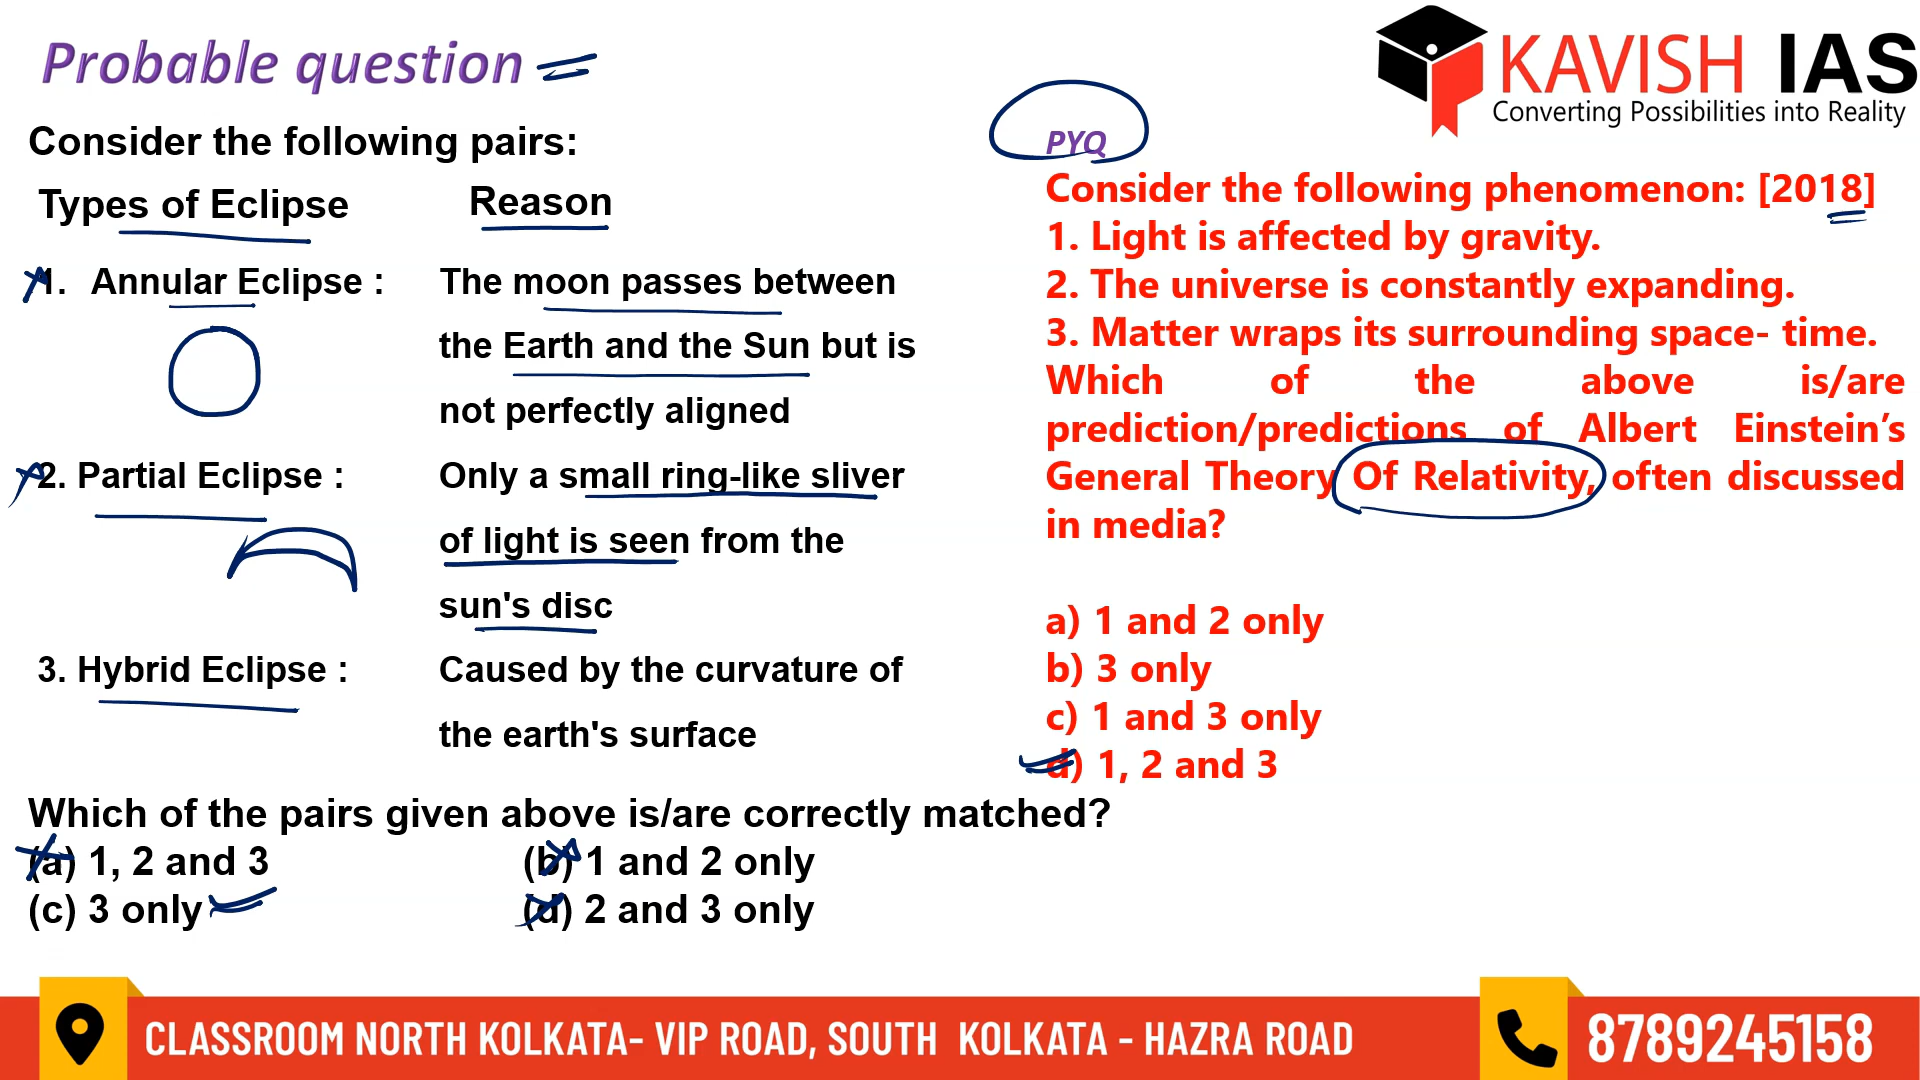 Probable question
KAVISH IAS
Converting Possibilities into Reality
Consider the following pairs:
Types of Eclipse Reason
1. Annular Eclipse : The moon passes between
the Earth and the Sun but is
not perfectly aligned
2. Partial Eclipse : Only a small ring-like sliver
of light is seen from the
sun's disc
3. Hybrid Eclipse : Caused by the curvature of
the earth's surface
Which of the pairs given above is/are correctly matched?
(a) 1, 2 and 3 (b) 1 and 2 only
(c) 3 only (d) 2 and 3 only
PYQ
Consider the following phenomenon: [2018]
1. Light is affected by gravity.
2. The universe is constantly expanding.
3. Matter wraps its surrounding space- time.
Which of the above is/are
prediction/predictions of Albert Einstein’s
General Theory Of Relativity, often discussed
in media?
a) 1 and 2 only
b) 3 only
c) 1 and 3 only
d) 1, 2 and 3
CLASSROOM NORTH KOLKATA- VIP ROAD, SOUTH KOLKATA - HAZRA ROAD
8789245158